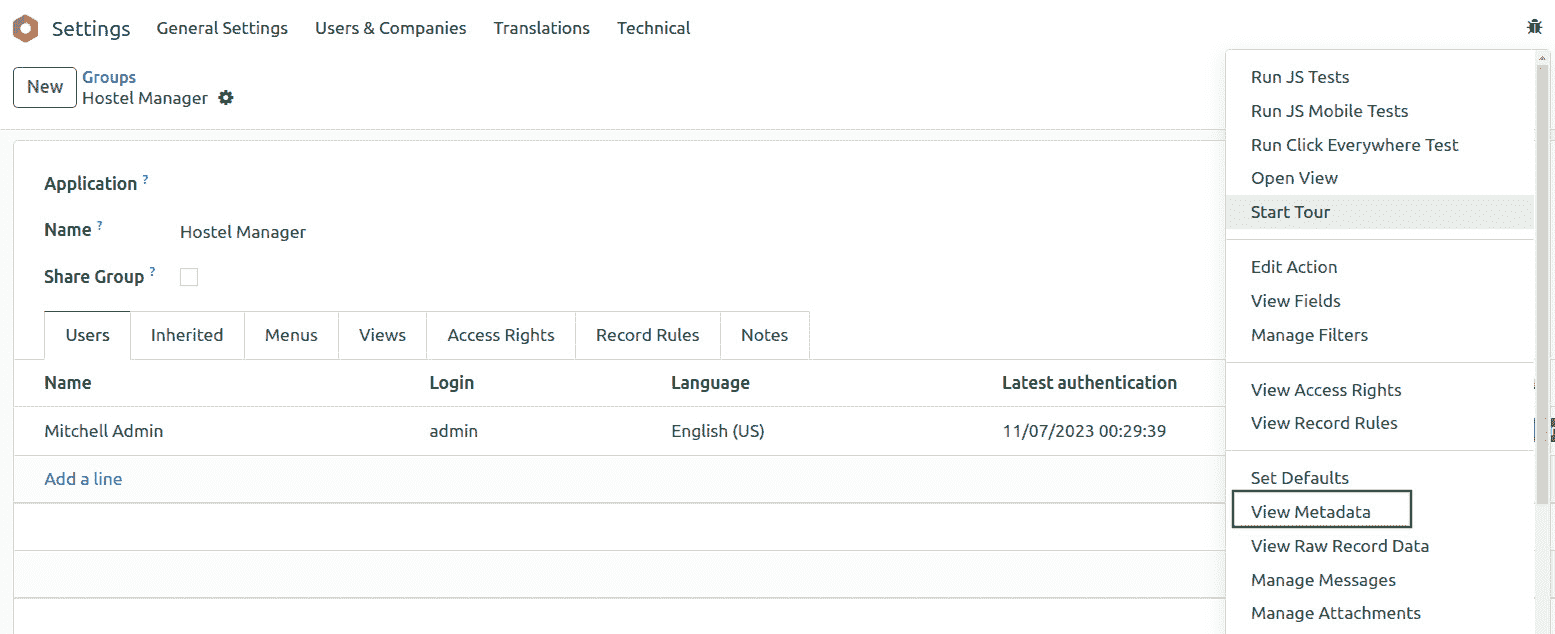 Settings General Settings Users & Companies Translations Technical
New Groups
Hostel Manager
Application ?
Name ? Hostel Manager
Share Group ?
Users Inherited Menus Views Access Rights Record Rules Notes
Name Login Language Latest authentication
Mitchell Admin admin English (US) 11/07/2023 00:29:39
Add a line
Run JS Tests
Run JS Mobile Tests
Run Click Everywhere Test
Open View
Start Tour
Edit Action
View Fields
Manage Filters
View Access Rights
View Record Rules
Set Defaults
View Metadata
View Raw Record Data
Manage Messages
Manage Attachments